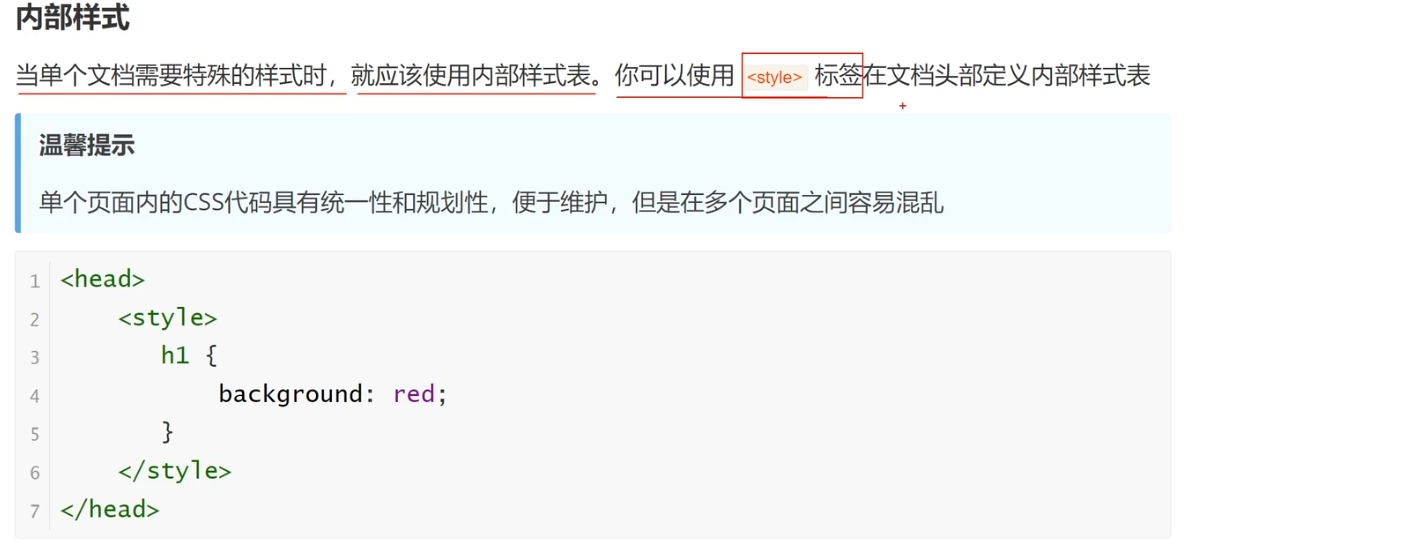 内部样式
当单个文档需要特殊的样式时，就应该使用内部样式表。你可以使用 <style> 标签在文档头部定义内部样式表
温馨提示
单个页面内的CSS代码具有统一性和规划性，便于维护，但是在多个页面之间容易混乱
1 <head>
2     <style>
3        h1 {
4            background: red;
5        }
6     </style>
7 </head>